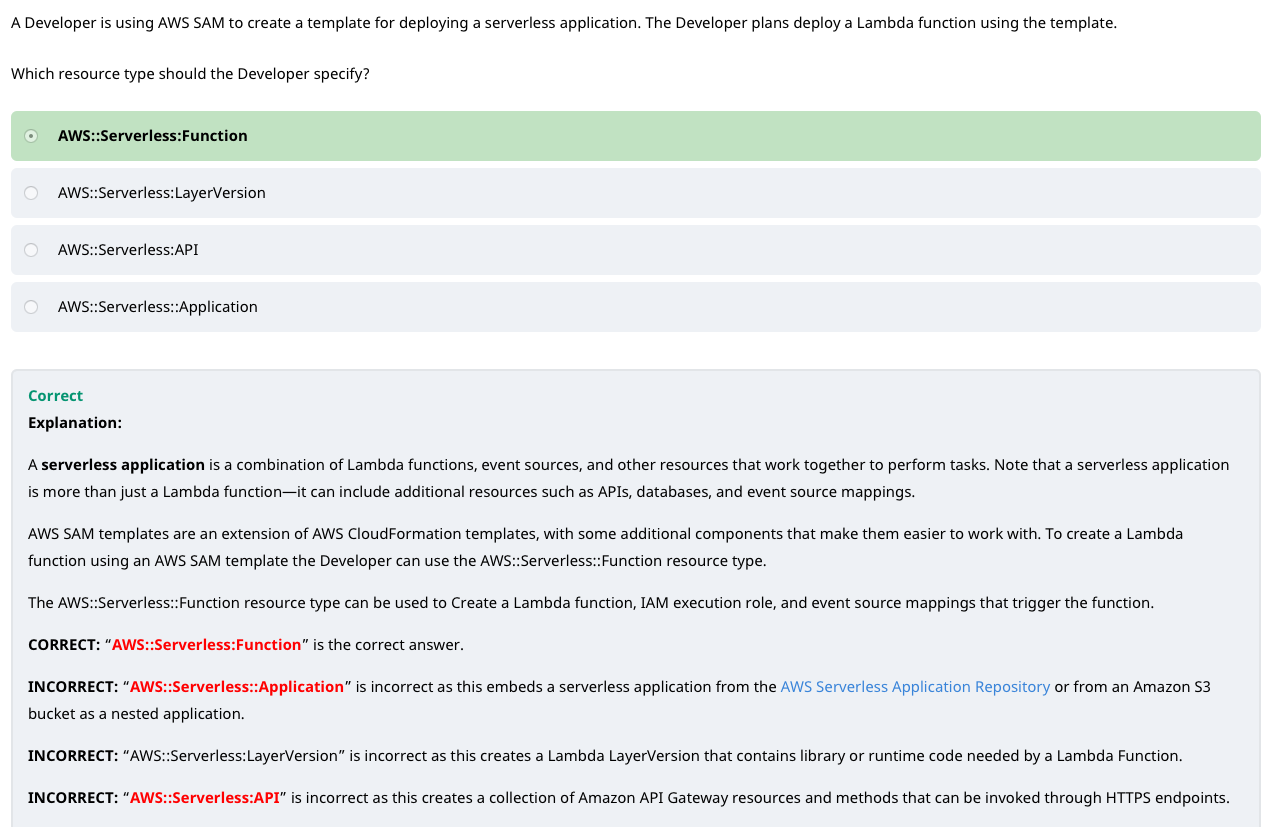 A Developer is using AWS SAM to create a template for deploying a serverless application. The Developer plans deploy a Lambda function using the template.
Which resource type should the Developer specify?
AWS::Serverless:Function
AWS::Serverless:LayerVersion
AWS::Serverless:API
AWS::Serverless::Application
Correct
Explanation:
A serverless application is a combination of Lambda functions, event sources, and other resources that work together to perform tasks. Note that a serverless application
is more than just a Lambda function—it can include additional resources such as APIs, databases, and event source mappings.
AWS SAM templates are an extension of AWS CloudFormation templates, with some additional components that make them easier to work with. To create a Lambda
function using an AWS SAM template the Developer can use the AWS::Serverless::Function resource type.
The AWS::Serverless::Function resource type can be used to Create a Lambda function, IAM execution role, and event source mappings that trigger the function.
CORRECT: “AWS::Serverless:Function” is the correct answer.
INCORRECT: “AWS::Serverless::Application” is incorrect as this embeds a serverless application from the AWS Serverless Application Repository or from an Amazon S3
bucket as a nested application.
INCORRECT: “AWS::Serverless:LayerVersion” is incorrect as this creates a Lambda LayerVersion that contains library or runtime code needed by a Lambda Function.
INCORRECT: “AWS::Serverless:API” is incorrect as this creates a collection of Amazon API Gateway resources and methods that can be invoked through HTTPS endpoints.